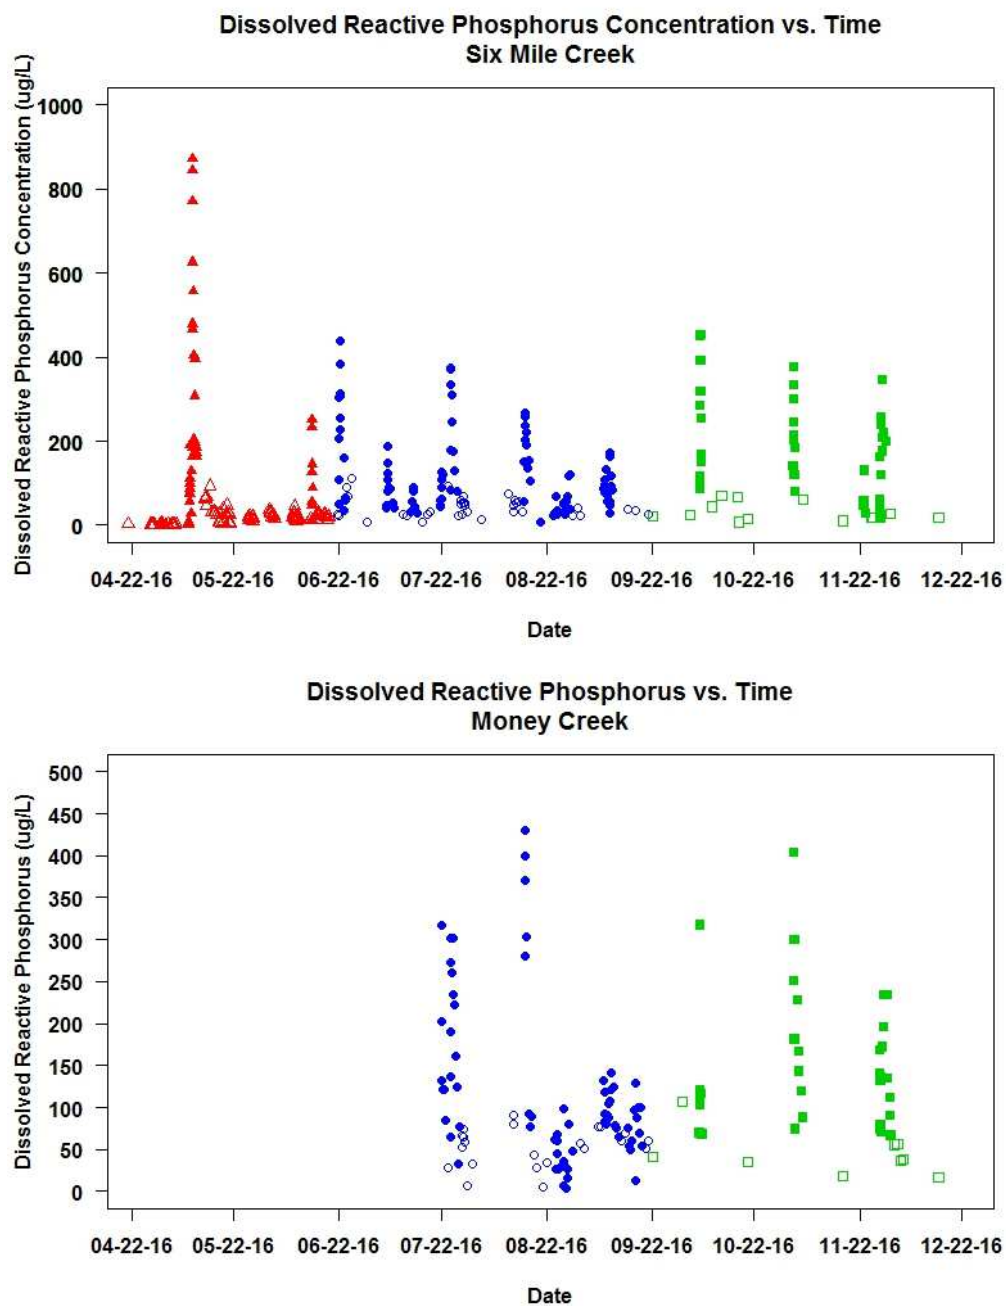 Dissolved Reactive Phosphorus Concentration vs. Time
Six Mile Creek
Dissolved Reactive Phosphorus Concentration (ug/L)
1000
800
600
400
200
0
04-22-16 05-22-16 06-22-16 07-22-16 08-22-16 09-22-16 10-22-16 11-22-16 12-22-16
Date
Dissolved Reactive Phosphorus vs. Time
Money Creek
Dissolved Reactive Phosphorus (ug/L)
500
450
400
350
300
250
200
150
100
50
0
04-22-16 05-22-16 06-22-16 07-22-16 08-22-16 09-22-16 10-22-16 11-22-16 12-22-16
Date